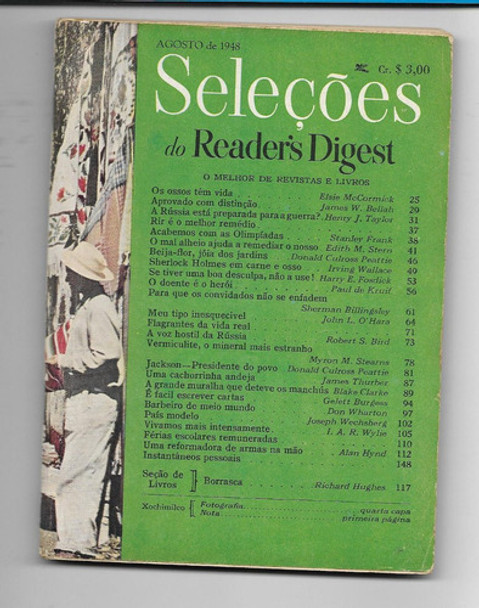 AGOSTO de 1948
Cr. $ 3,00
Seleções
do Reader's Digest
O MELHOR DE REVISTAS E LIVROS
Os ossos têm vida Elsie McCormick 25
Aprovado com distinção James W. Bellah 29
A Rússia está preparada para a guerra? Henry J. Taylor 31
Rir é o melhor remédio 37
Acabemos com as Olimpíadas Stanley Frank 38
O mal alheio ajuda a remediar o nosso Edith M. Stern 41
Beija-flor, jóia dos jardins Donald Culross Peattie 46
Sherlock Holmes em carne e osso Irving Wallace 49
Se tiver uma boa desculpa, não a use! Harry E. Fosdick 53
O doente é o herói Paul de Kruif 56
Para que os convidados não se enfadem
Sherman Billingsley 61
Meu tipo inesquecível John L. O'Hara 64
Flagrantes da vida real 71
A voz hostil da Rússia Robert S. Bird 73
Vermiculite, o mineral mais estranho
Myron M. Stearns 78
Jackson—Presidente do povo Donald Culross Peattie 81
Uma cachorrinha andeja James Thurber 87
A grande muralha que deteve os manchús Blake Clarke 89
É fácil escrever cartas Gelett Burgess 94
Barbeiro de meio mundo Don Wharton 97
País modelo Joseph Wechsberg 102
Vivamos mais intensamente I. A. R. Wylie 105
Férias escolares remuneradas 110
Uma reformadora de armas na mão Alan Hynd 112
Instantâneos pessoais 148
Seção de Livros Borrasca Richard Hughes 117
Xochimilco Fotografia quarta capa
Nota primeira página